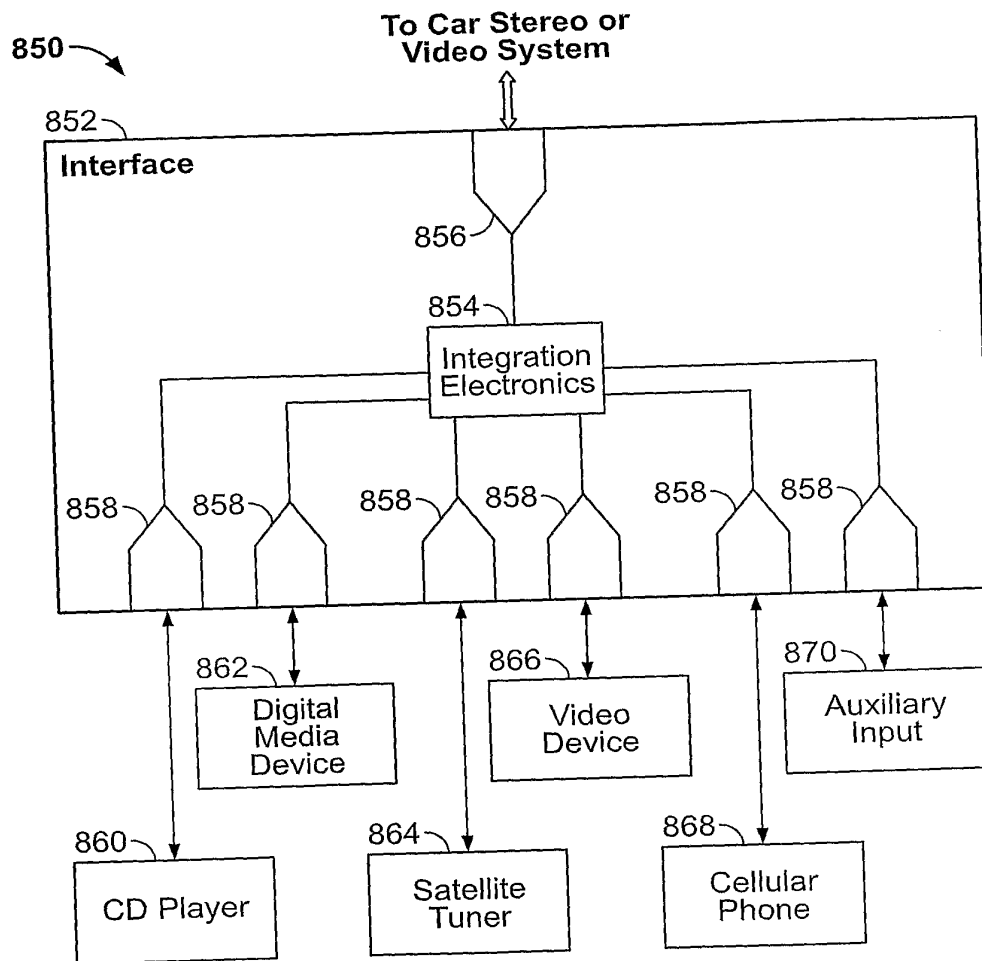 To Car Stereo or
Video System
850
852
Interface
856
854
Integration
Electronics
858
858
858
858
858
858
862
Digital
Media
Device
866
Video
Device
870
Auxiliary
Input
860
CD Player
864
Satellite
Tuner
868
Cellular
Phone